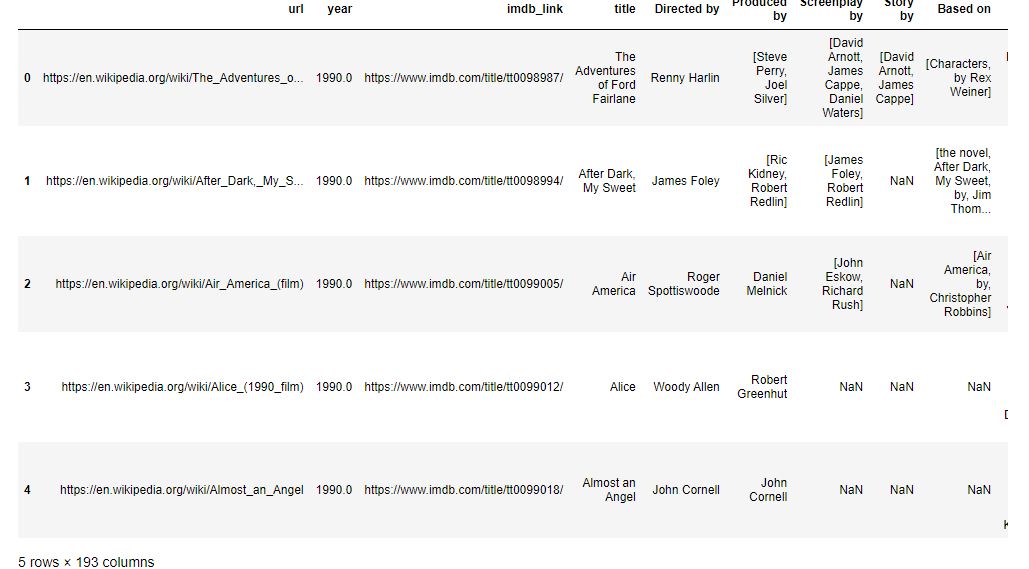 url year imdb_link title Directed by Produced by Screenplay by Story by Based on
0 https://en.wikipedia.org/wiki/The_Adventures_o... 1990.0 https://www.imdb.com/title/tt0098987/ The Adventures of Ford Fairlane Renny Harlin [Steve Perry, Joel Silver] [David Arnott, James Cappe, Daniel Waters] [David Arnott, James Cappe] [Characters, by Rex Weiner]
1 https://en.wikipedia.org/wiki/After_Dark,_My_S... 1990.0 https://www.imdb.com/title/tt0098994/ After Dark, My Sweet James Foley [Ric Kidney, Robert Redlin] [James Foley, Robert Redlin] NaN [the novel, After Dark, My Sweet, by, Jim Thom...
2 https://en.wikipedia.org/wiki/Air_America_(film) 1990.0 https://www.imdb.com/title/tt0099005/ Air America Roger Spottiswoode Daniel Melnick [John Eskow, Richard Rush] NaN [Air America, by, Christopher Robbins]
3 https://en.wikipedia.org/wiki/Alice_(1990_film) 1990.0 https://www.imdb.com/title/tt0099012/ Alice Woody Allen Robert Greenhut NaN NaN NaN
4 https://en.wikipedia.org/wiki/Almost_an_Angel 1990.0 https://www.imdb.com/title/tt0099018/ Almost an Angel John Cornell John Cornell NaN NaN NaN
5 rows × 193 columns